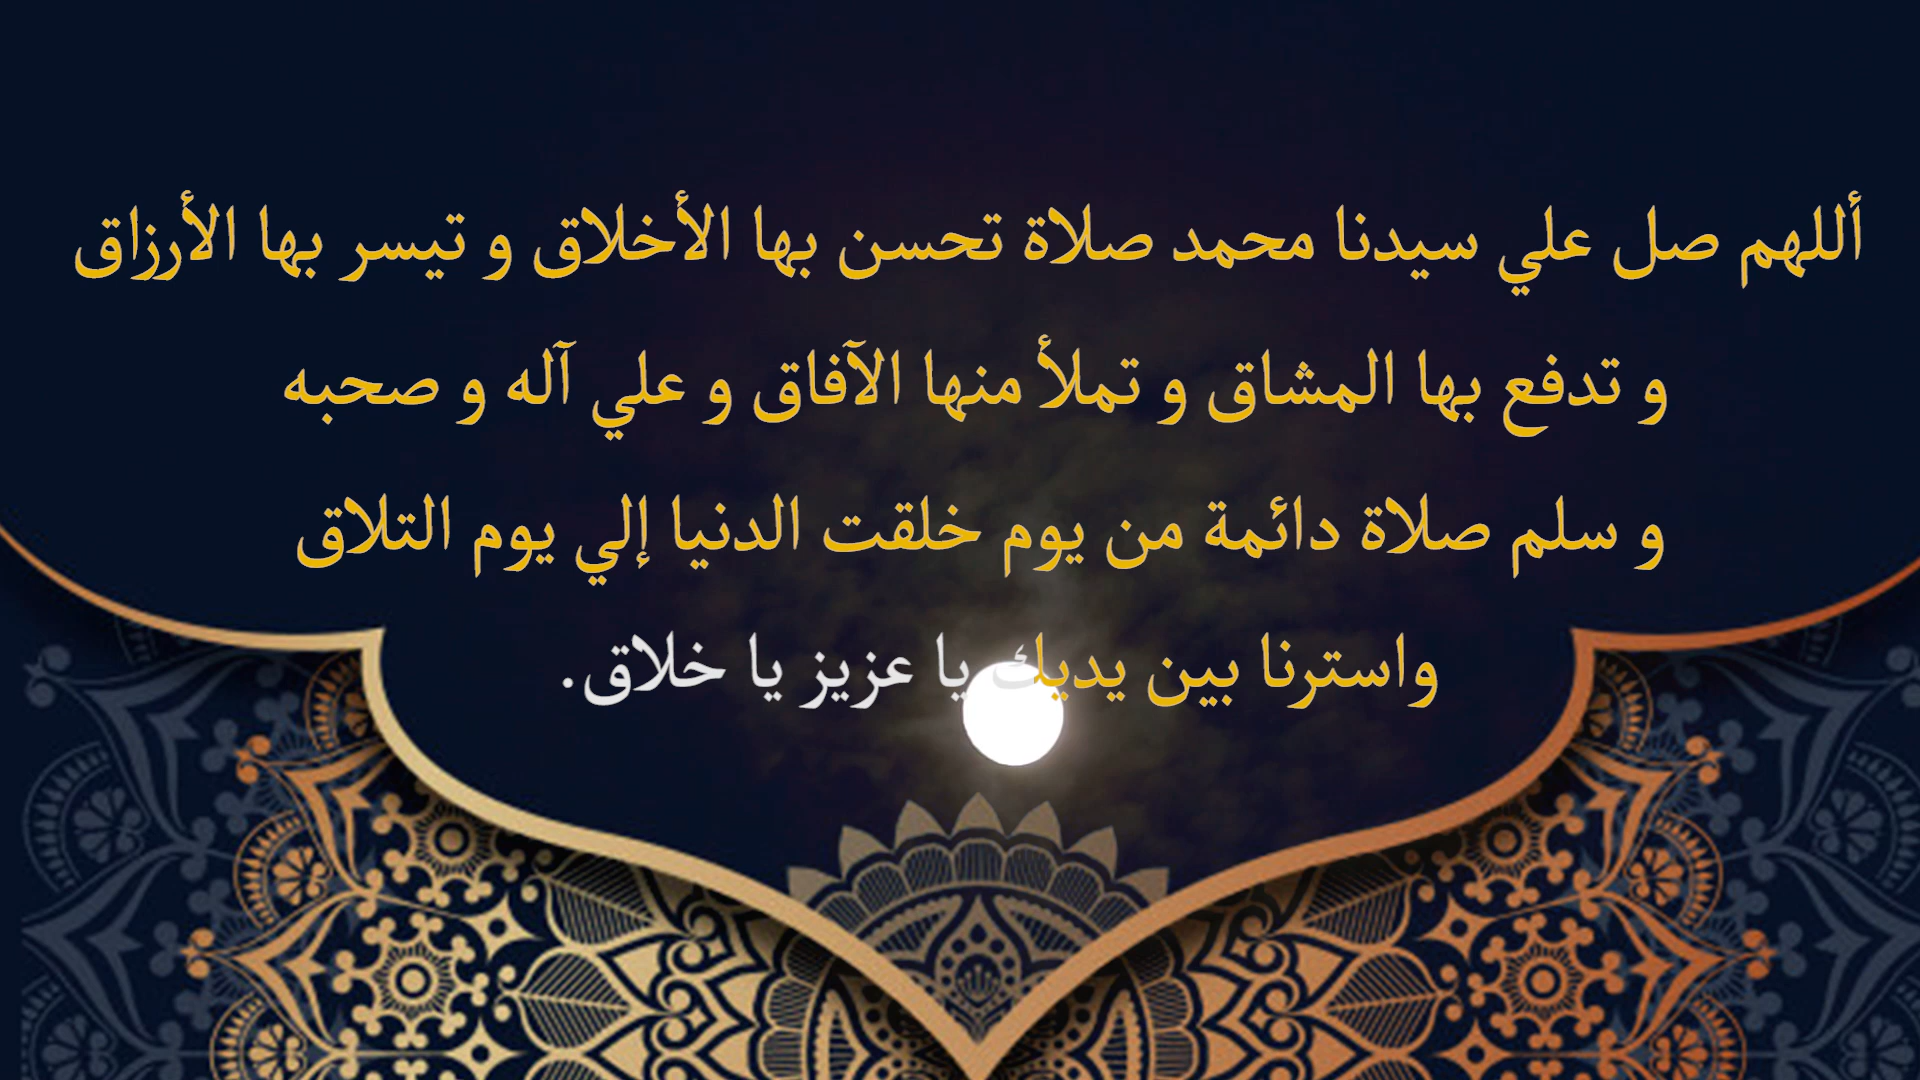 أللهم صل علي سيدنا محمد صلاة تحسن بها الأخلاق و تيسر بها الأرزاق
و تدفع بها المشاق و تملأ منها الآفاق و علي آله و صحبه
و سلم صلاة دائمة من يوم خلقت الدنيا إلي يوم التلاق
واسترنا بين يديك يا عزيز يا خلاق.